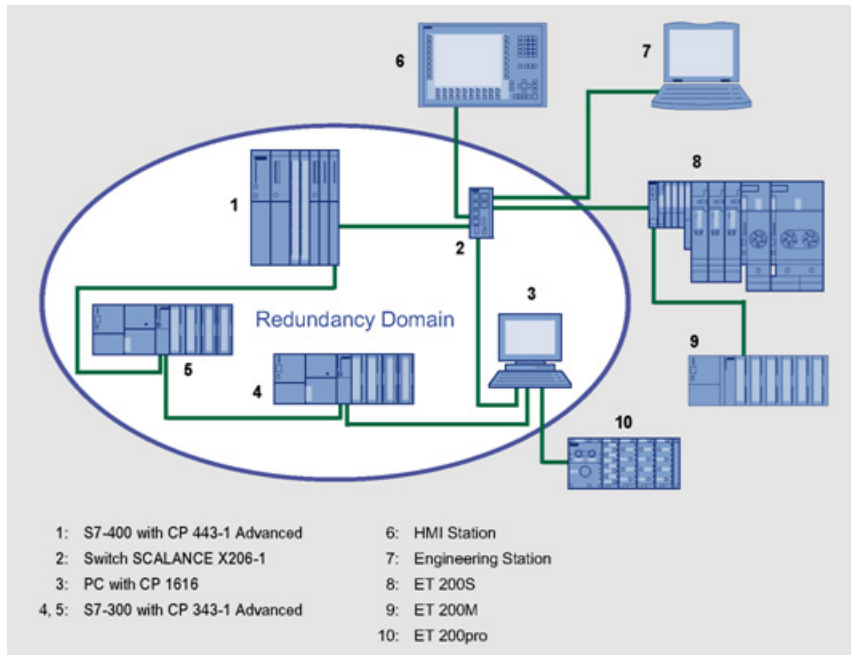 6
7
8
1
2
3
Redundancy Domain
5
4
9
10
1: S7-400 with CP 443-1 Advanced
2: Switch SCALANCE X206-1
3: PC with CP 1616
4, 5: S7-300 with CP 343-1 Advanced
6: HMI Station
7: Engineering Station
8: ET 200S
9: ET 200M
10: ET 200pro